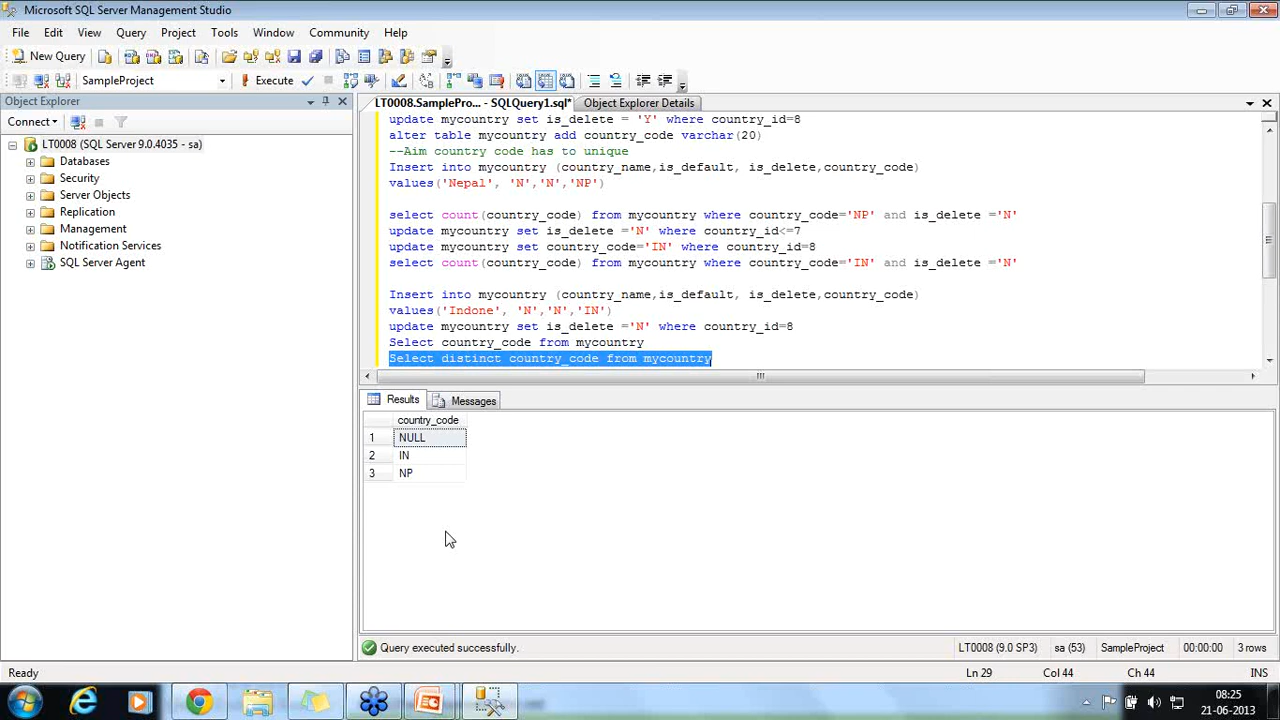 Microsoft SQL Server Management Studio
File Edit View Query Project Tools Window Community Help
New Query
SampleProject Execute
Object Explorer
LT0008.SamplePro... - SQLQuery1.sql* Object Explorer Details
Connect
LT0008 (SQL Server 9.0.4035 - sa)
Databases
Security
Server Objects
Replication
Management
Notification Services
SQL Server Agent
update mycountry set is_delete = 'Y' where country_id=8
alter table mycountry add country_code varchar(20)
--Aim country code has to unique
Insert into mycountry (country_name,is_default, is_delete,country_code)
values('Nepal', 'N','N','NP')
select count(country_code) from mycountry where country_code='NP' and is_delete ='N'
update mycountry set is_delete ='N' where country_id<=7
update mycountry set country_code='IN' where country_id=8
select count(country_code) from mycountry where country_code='IN' and is_delete ='N'
Insert into mycountry (country_name,is_default, is_delete,country_code)
values('Indone', 'N','N','IN')
update mycountry set is_delete ='N' where country_id=8
Select country_code from mycountry
Select distinct country_code from mycountry
Results Messages
country_code
1 NULL
2 IN
3 NP
Query executed successfully. LT0008 (9.0 SP3) sa (53) SampleProject 00:00:00 3 rows
Ready Ln 29 Col 44 Ch 44 INS
08:25
21-06-2013